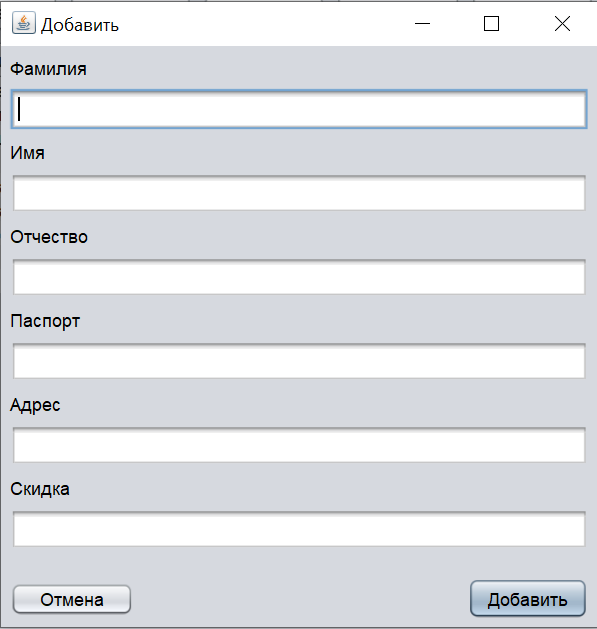 Добавить
Фамилия
Имя
Отчество
Паспорт
Адрес
Скидка
Отмена
Добавить